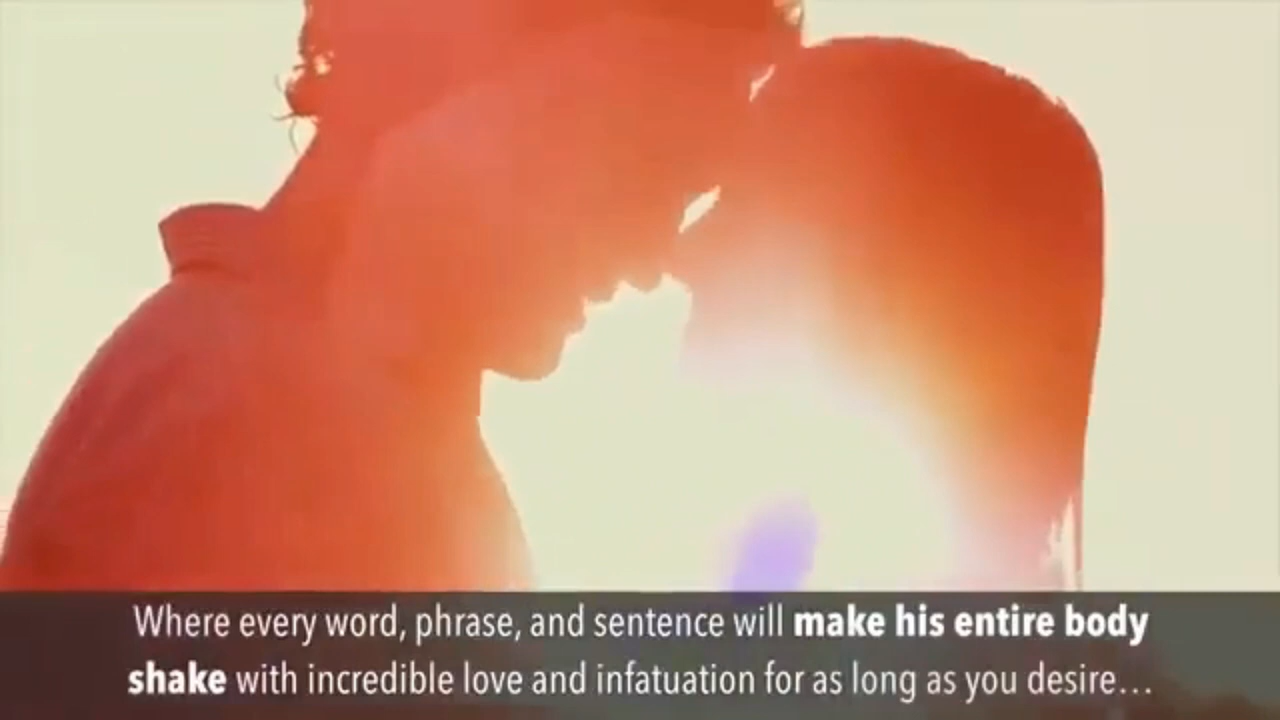 Where every word, phrase, and sentence will make his entire body
shake with incredible love and infatuation for as long as you desire…